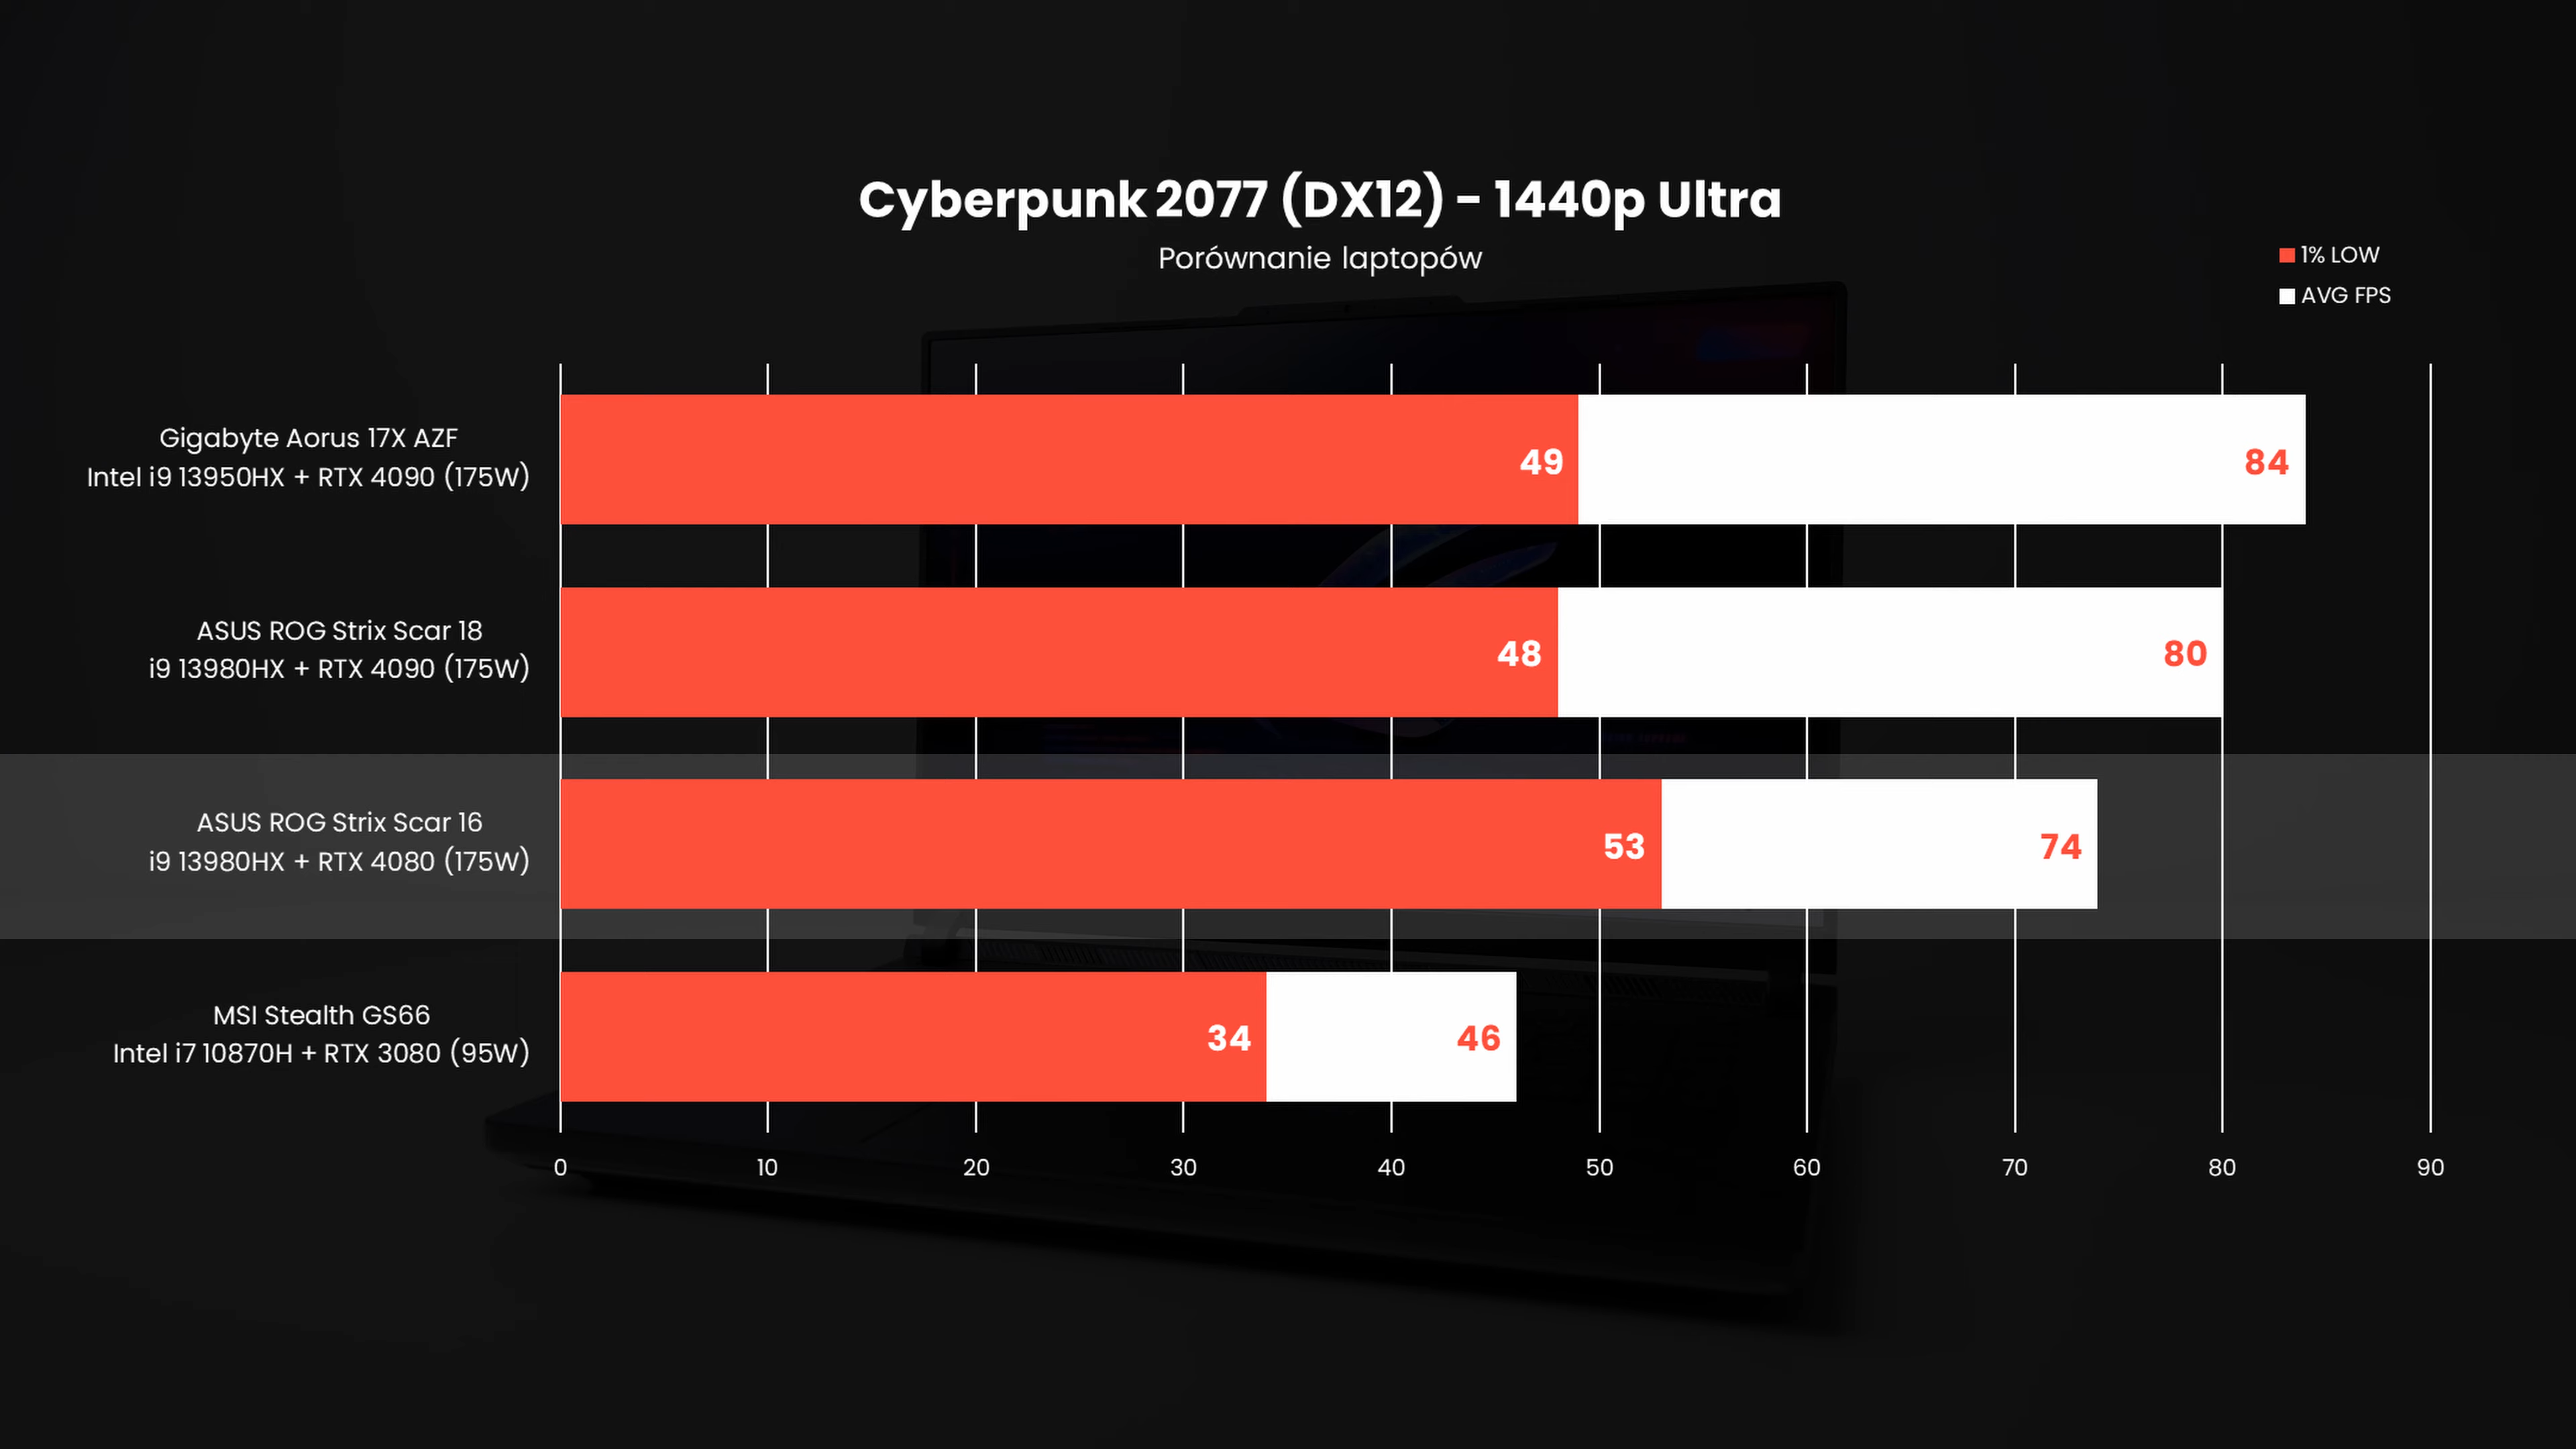 Cyberpunk 2077 (DX12) - 1440p Ultra
Porównanie laptopów
1% LOW
AVG FPS
Gigabyte Aorus 17X AZF
Intel i9 13950HX + RTX 4090 (175W)
49
84
ASUS ROG Strix Scar 18
i9 13980HX + RTX 4090 (175W)
48
80
ASUS ROG Strix Scar 16
i9 13980HX + RTX 4080 (175W)
53
74
MSI Stealth GS66
Intel i7 10870H + RTX 3080 (95W)
34
46
0 10 20 30 40 50 60 70 80 90